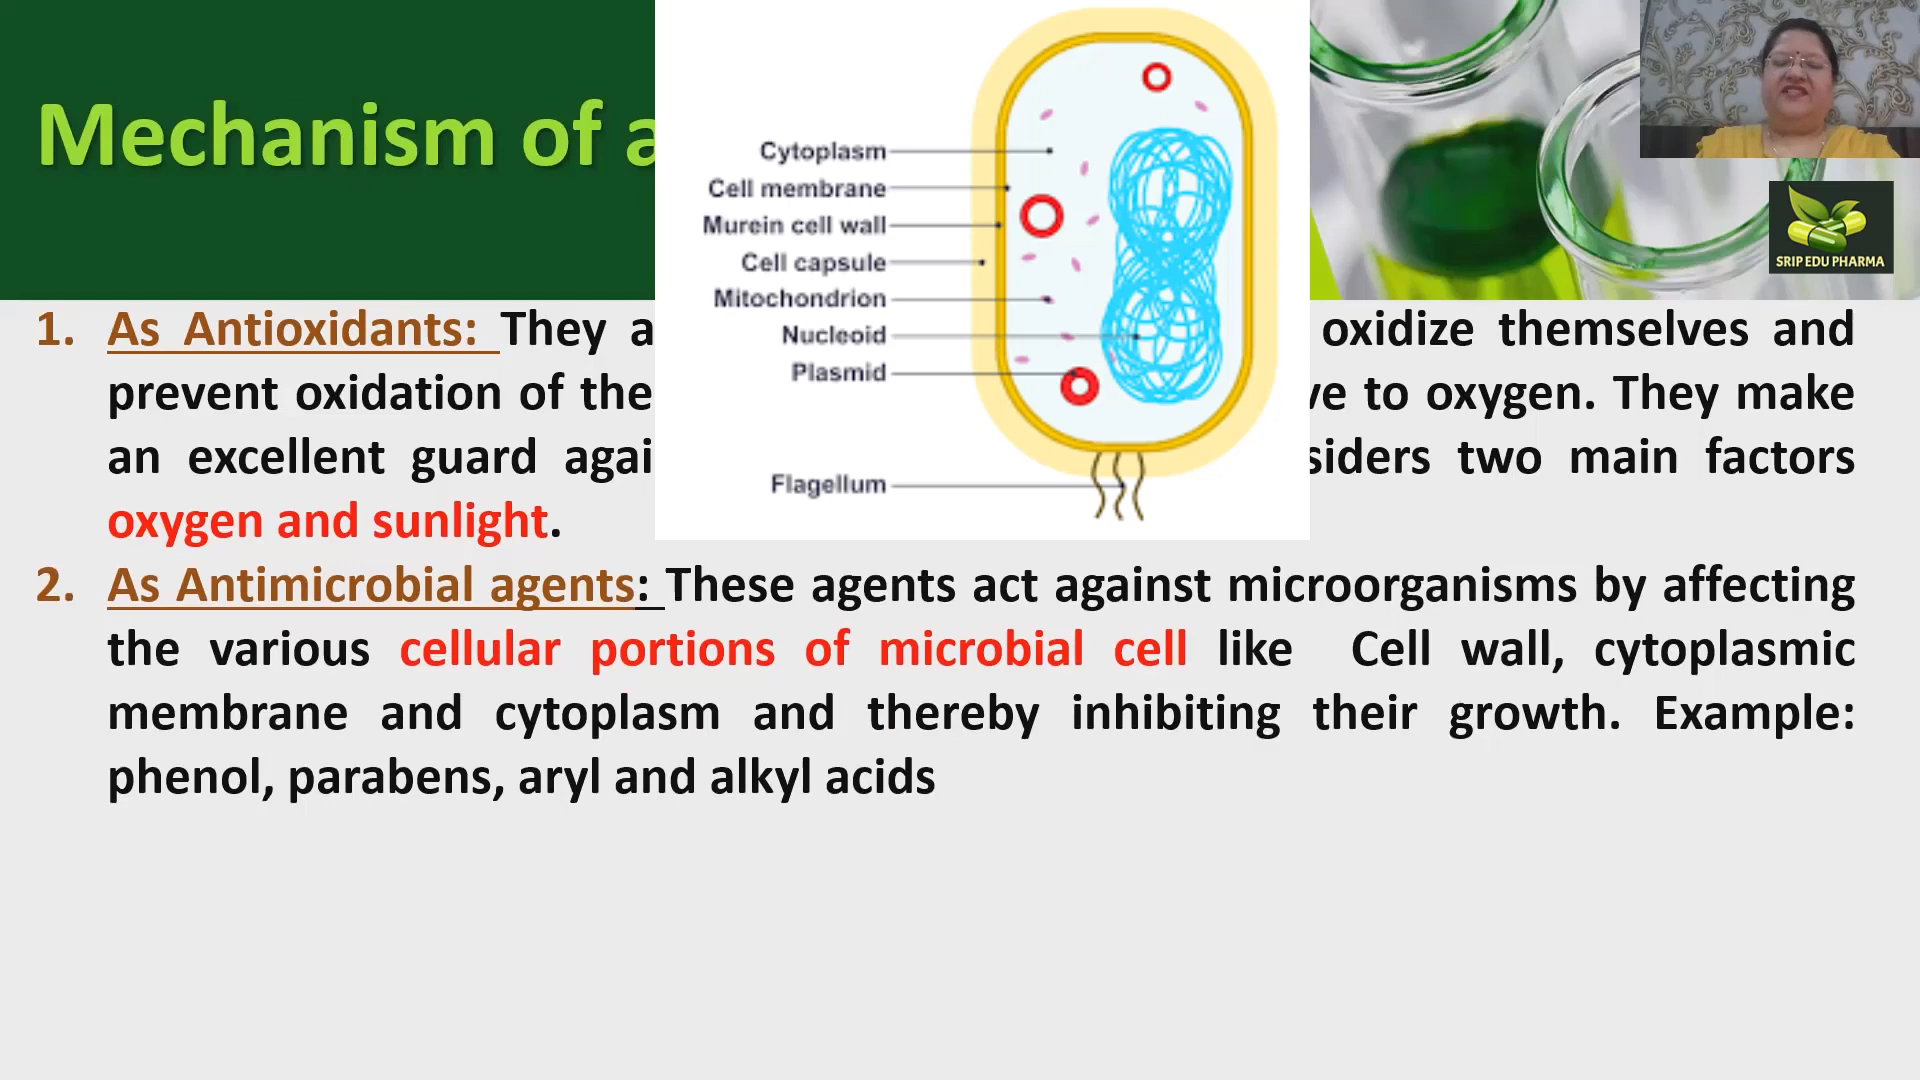 Mechanism of a
Cytoplasm
Cell membrane
Murein cell wall
Cell capsule
Mitochondrion
Nucleoid
Plasmid
Flagellum
SRIP EDU PHARMA
1. As Antioxidants: They a oxidize themselves and
prevent oxidation of the ve to oxygen. They make
an excellent guard agai siders two main factors
oxygen and sunlight.
2. As Antimicrobial agents: These agents act against microorganisms by affecting
the various cellular portions of microbial cell like Cell wall, cytoplasmic
membrane and cytoplasm and thereby inhibiting their growth. Example:
phenol, parabens, aryl and alkyl acids